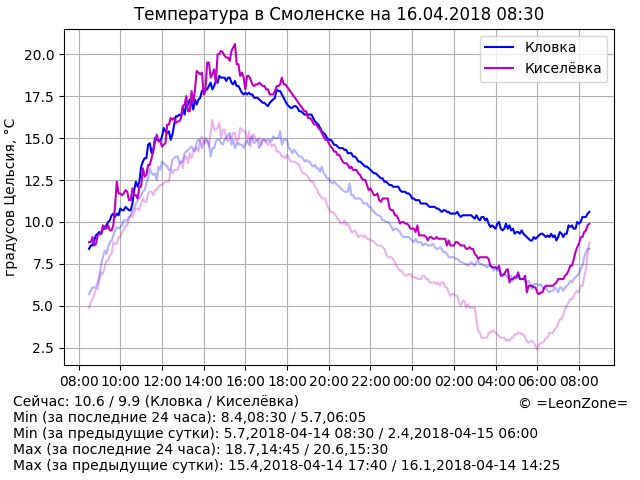 Температура в Смоленске на 16.04.2018 08:30
Кловка
Киселёвка
градусов Цельсия, °C
20.0
17.5
15.0
12.5
10.0
7.5
5.0
2.5
08:00 10:00 12:00 14:00 16:00 18:00 20:00 22:00 00:00 02:00 04:00 06:00 08:00
Сейчас: 10.6 / 9.9 (Кловка / Киселёвка)
© =LeonZone=
Min (за последние 24 часа): 8.4,08:30 / 5.7,06:05
Min (за предыдущие сутки): 5.7,2018-04-14 08:30 / 2.4,2018-04-15 06:00
Max (за последние 24 часа): 18.7,14:45 / 20.6,15:30
Max (за предыдущие сутки): 15.4,2018-04-14 17:40 / 16.1,2018-04-14 14:25